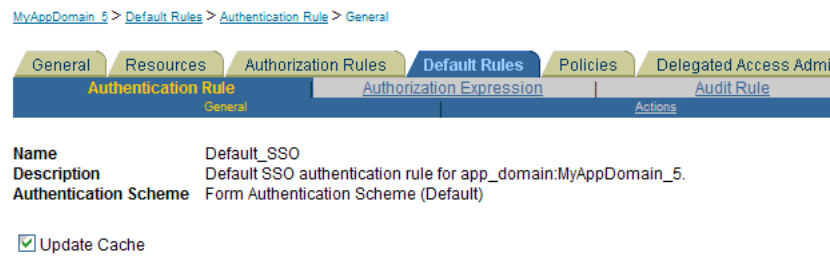 MyAppDomain_5 > Default Rules > Authentication Rule > General
General Resources Authorization Rules Default Rules Policies Delegated Access Admi
Authentication Rule | Authorization Expression | Audit Rule
General | Actions
Name Default_SSO
Description Default SSO authentication rule for app_domain:MyAppDomain_5.
Authentication Scheme Form Authentication Scheme (Default)
Update Cache